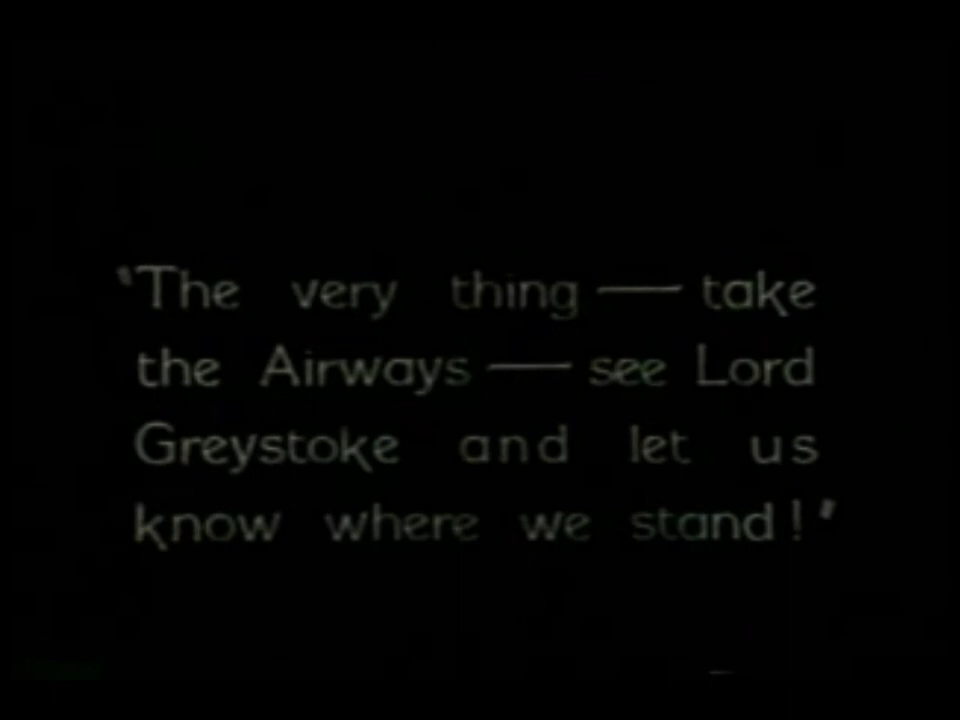 "The very thing — take
the Airways — see Lord
Greystoke and let us
know where we stand!"